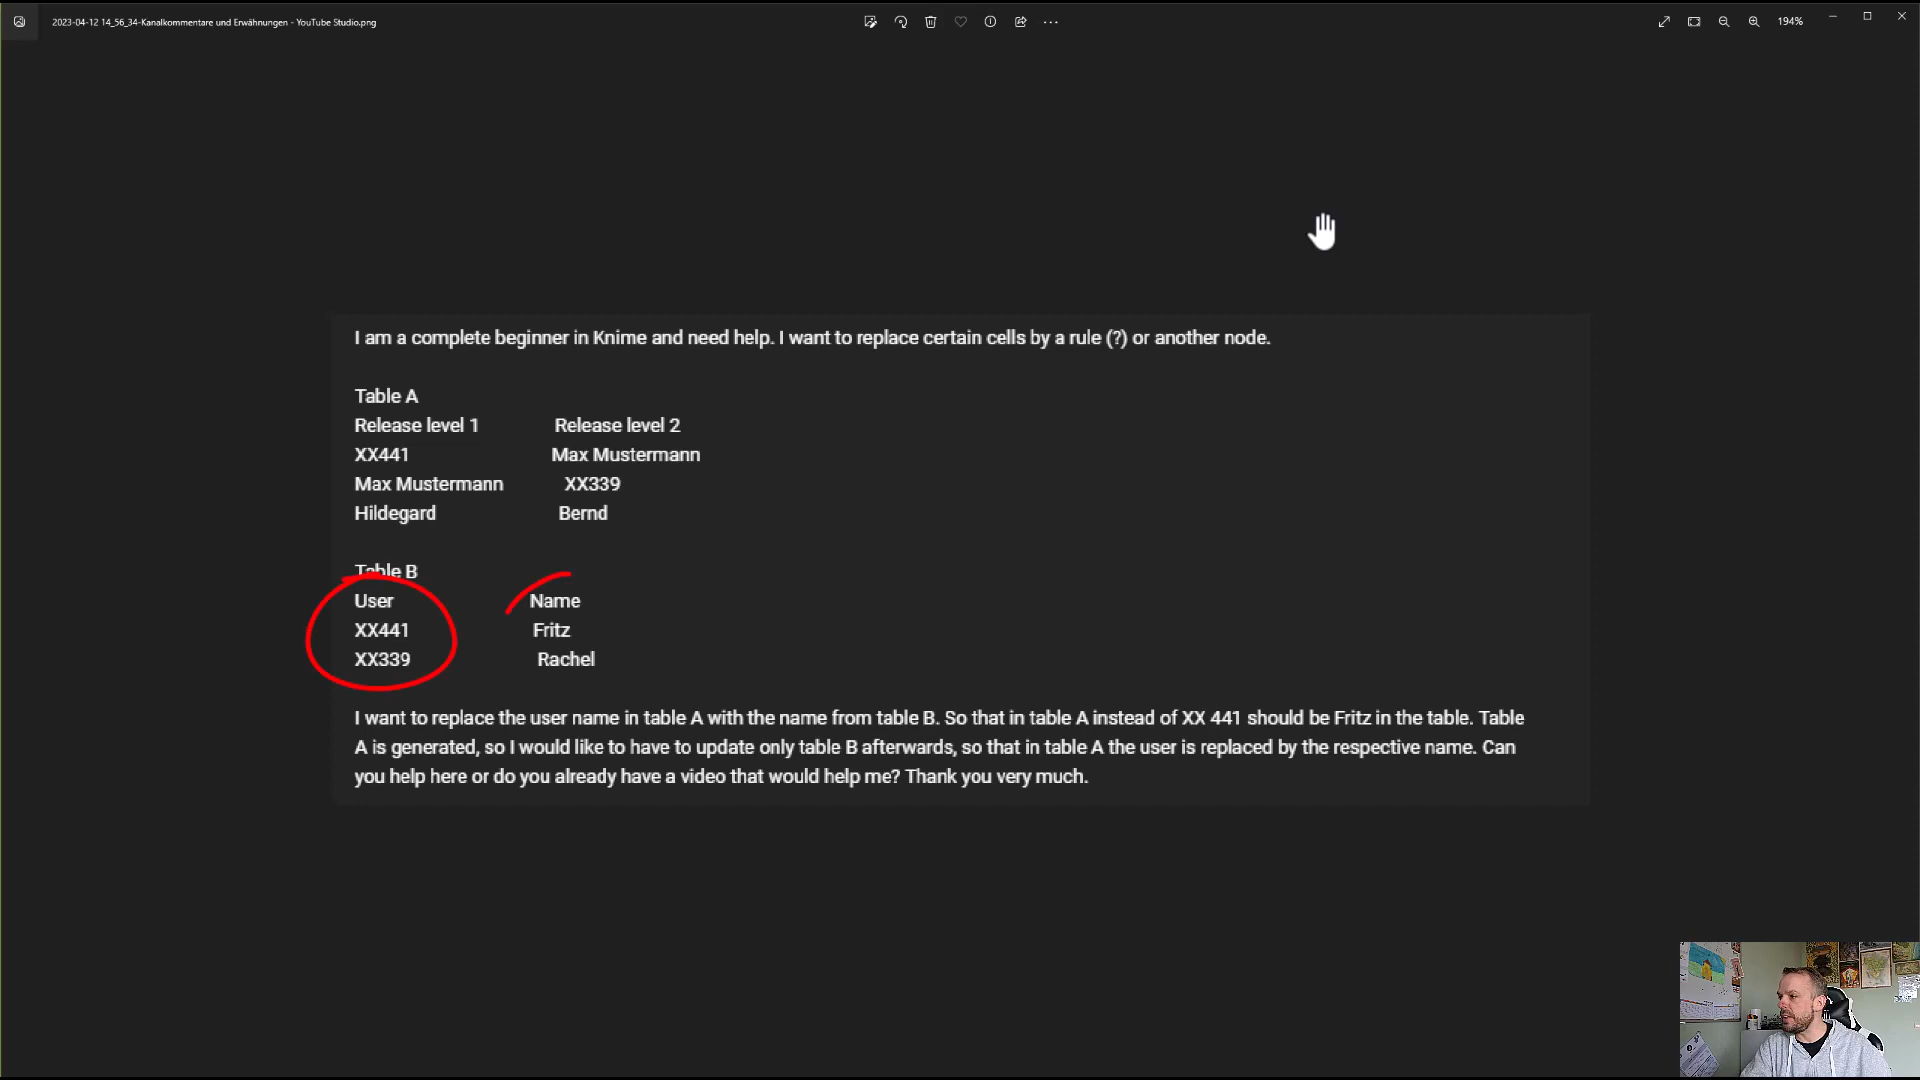 2023-04-12 14_56_34-Kanalkommentare und Erwähnungen - YouTube Studio.png
194%
I am a complete beginner in Knime and need help. I want to replace certain cells by a rule (?) or another node.
Table A
Release level 1 Release level 2
XX441 Max Mustermann
Max Mustermann XX339
Hildegard Bernd
Table B
User Name
XX441 Fritz
XX339 Rachel
I want to replace the user name in table A with the name from table B. So that in table A instead of XX 441 should be Fritz in the table. Table
A is generated, so I would like to have to update only table B afterwards, so that in table A the user is replaced by the respective name. Can
you help here or do you already have a video that would help me? Thank you very much.